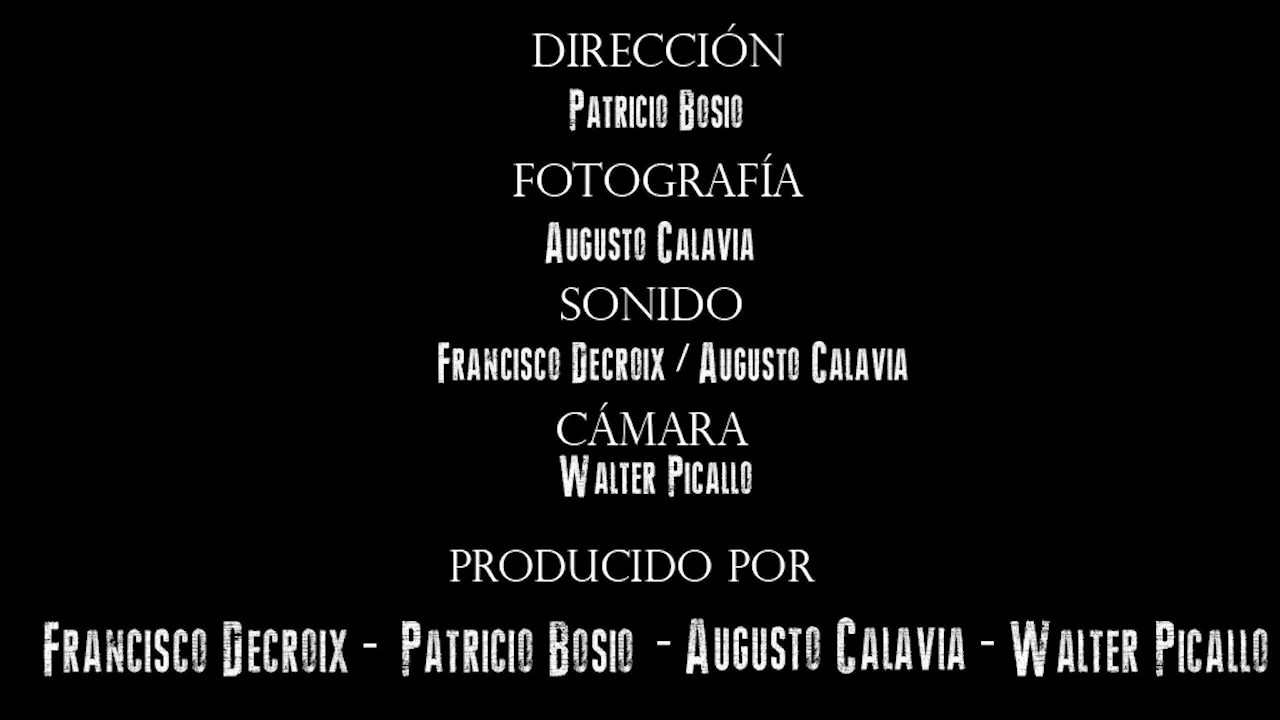 DIRECCIÓN
PATRICIO BOSIO
FOTOGRAFÍA
AUGUSTO CALAVIA
SONIDO
FRANCISCO DECROIX / AUGUSTO CALAVIA
CÁMARA
WALTER PICALLO
PRODUCIDO POR
FRANCISCO DECROIX - PATRICIO BOSIO - AUGUSTO CALAVIA - WALTER PICALLO